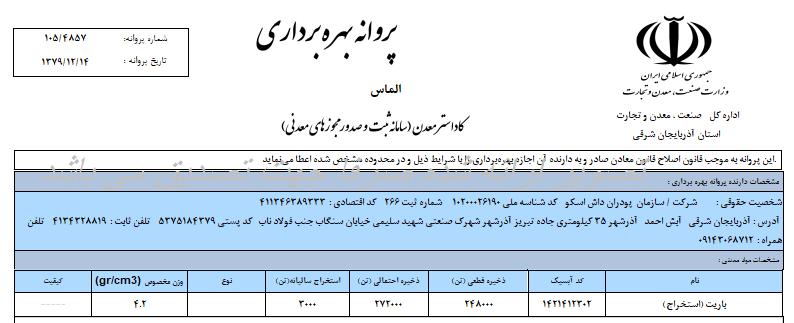 جمهوری اسلامی ایران
وزارت صنعت، معدن و تجارت
اداره کل صنعت ، معدن و تجارت
استان آذربایجان شرقی
پروانه بهره برداری
الماس
کاداستر معدن (سامانه ثبت و صدور مجوزهای معدنی)
شماره پروانه: ۱۰۵/۴۸۵۷
تاریخ پروانه : ۱۳۷۹/۱۲/۱۴
این پروانه به موجب قانون اصلاح قانون معادن صادر و به دارنده آن اجازه بهره‌برداری را با شرایط ذیل و در محدوده مشخص شده اعطا می‌نماید.
مشخصات دارنده پروانه بهره برداری :
شخصیت حقوقی : شرکت / سازمان پودران داش اسکو کد شناسه ملی ۱۰۲۰۰۰۲۶۱۹۰ شماره ثبت ۲۶۶ کد اقتصادی : ۴۱۱۳۴۶۳۸۹۳۳۳
آدرس : آذربایجان شرقی آبش احمد آذرشهر ۳۵ کیلومتری جاده تبریز آذرشهر شهرک صنعتی شهید سلیمی خیابان سنگاب جنب فولاد ناب کد پستی ۵۳۷۵۱۸۴۳۷۹ تلفن ثابت : ۴۱۳۴۳۲۸۸۱۹ تلفن
همراه : ۰۹۱۴۳۰۶۸۷۱۲
مشخصات مواد معدنی :
نام کد آیسیک ذخیره قطعی (تن) ذخیره احتمالی (تن) استخراج سالیانه(تن) نوع وزن مخصوص (gr/cm3) کیفیت
باریت (استخراج) ۱۴۲۱۴۱۲۳۰۲ ۲۴۸۰۰۰ ۲۷۲۰۰۰ ۳۰۰۰ ۴.۲ -----